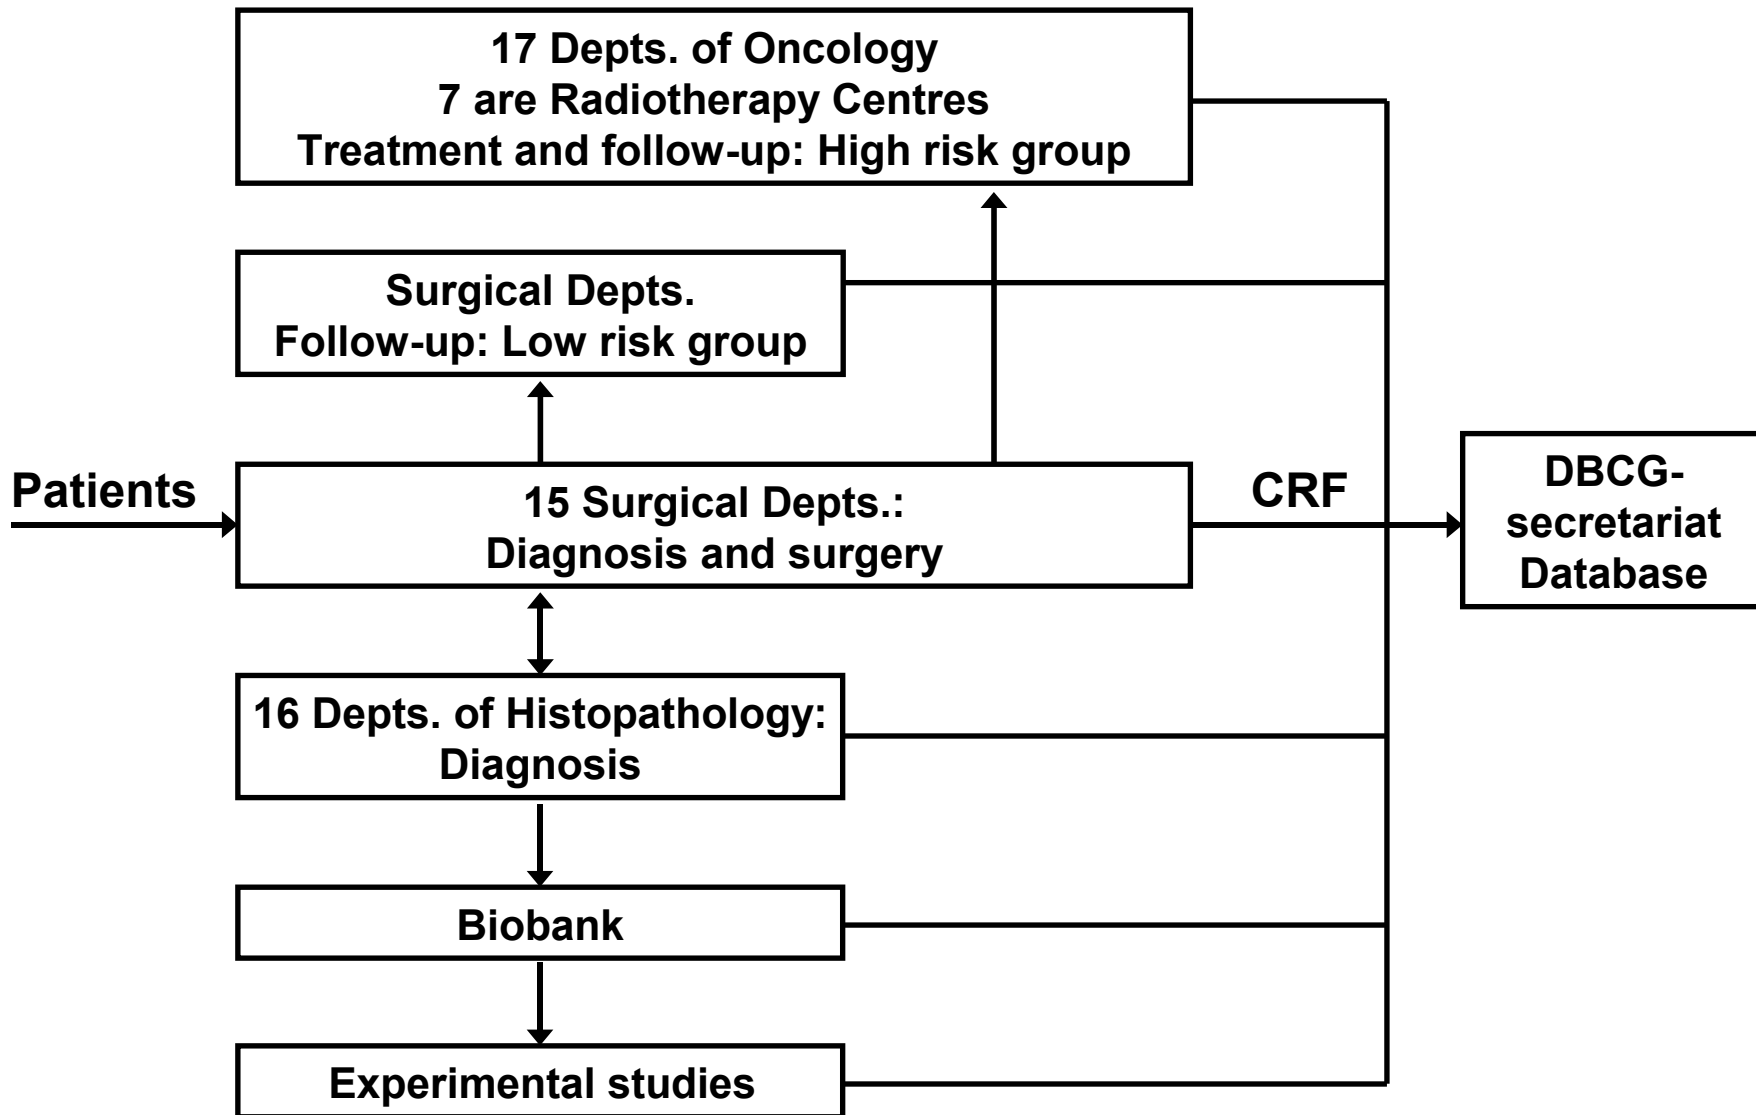 17 Depts. of Oncology
7 are Radiotherapy Centres
Treatment and follow-up: High risk group
Surgical Depts.
Follow-up: Low risk group
Patients
15 Surgical Depts.:
Diagnosis and surgery
CRF
DBCG-
secretariat
Database
16 Depts. of Histopathology:
Diagnosis
Biobank
Experimental studies